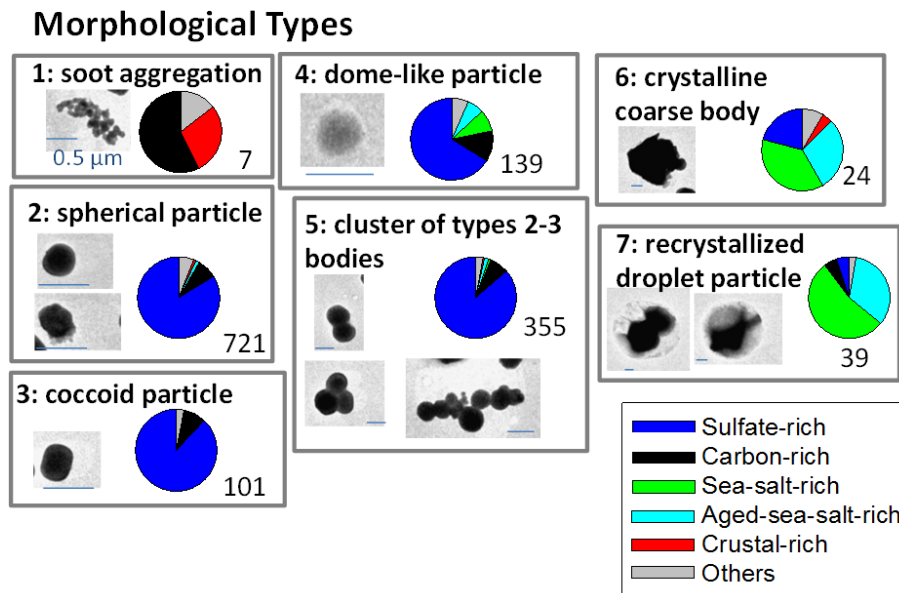 Morphological Types
1: soot aggregation
0.5 µm
7
2: spherical particle
721
3: coccoid particle
101
4: dome-like particle
139
5: cluster of types 2-3
bodies
355
6: crystalline
coarse body
24
7: recrystallized
droplet particle
39
Sulfate-rich
Carbon-rich
Sea-salt-rich
Aged-sea-salt-rich
Crustal-rich
Others